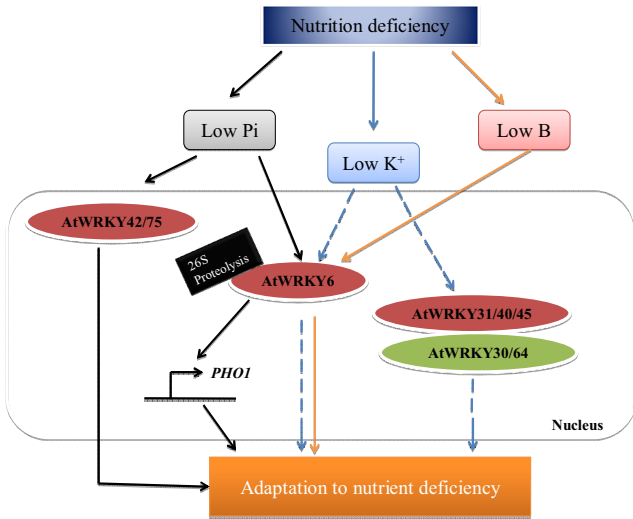 Nutrition deficiency
Low Pi
Low K⁺
Low B
AtWRKY42/75
26S
Proteolysis
AtWRKY6
AtWRKY31/40/45
AtWRKY30/64
PHO1
Nucleus
Adaptation to nutrient deficiency